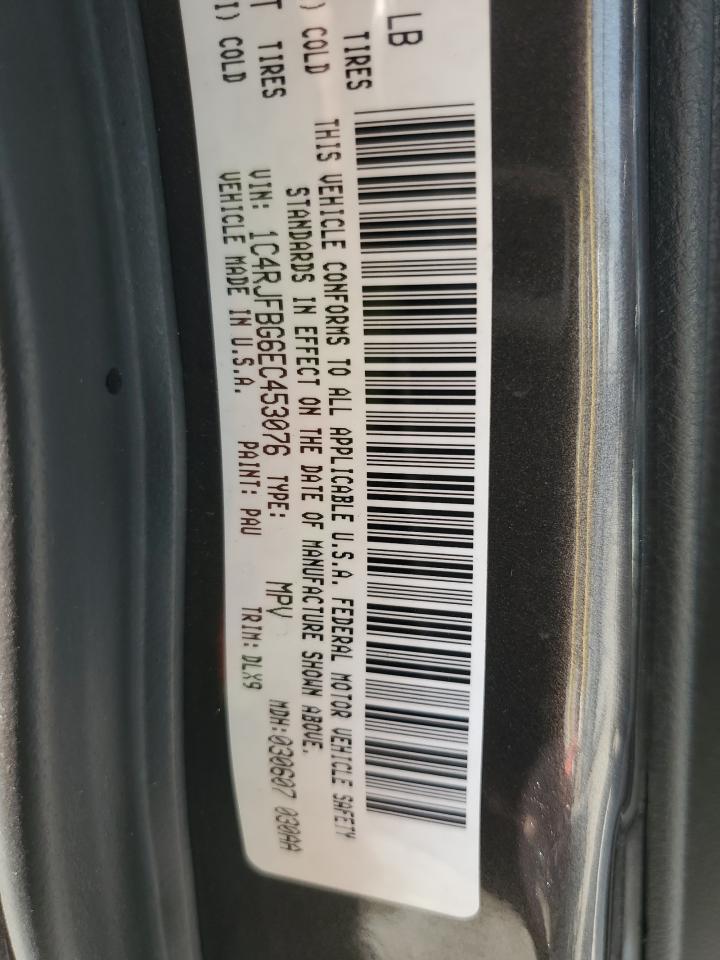 LB
TIRES
) COLD
T TIRES
I) COLD
THIS VEHICLE CONFORMS TO ALL APPLICABLE U.S.A. FEDERAL MOTOR VEHICLE SAFETY
STANDARDS IN EFFECT ON THE DATE OF MANUFACTURE SHOWN ABOVE.
VIN: 1C4RJFBG6EC453076 TYPE: MPV MDH:030607 030AA
VEHICLE MADE IN U.S.A. PAINT: PAU TRIM: DLX9